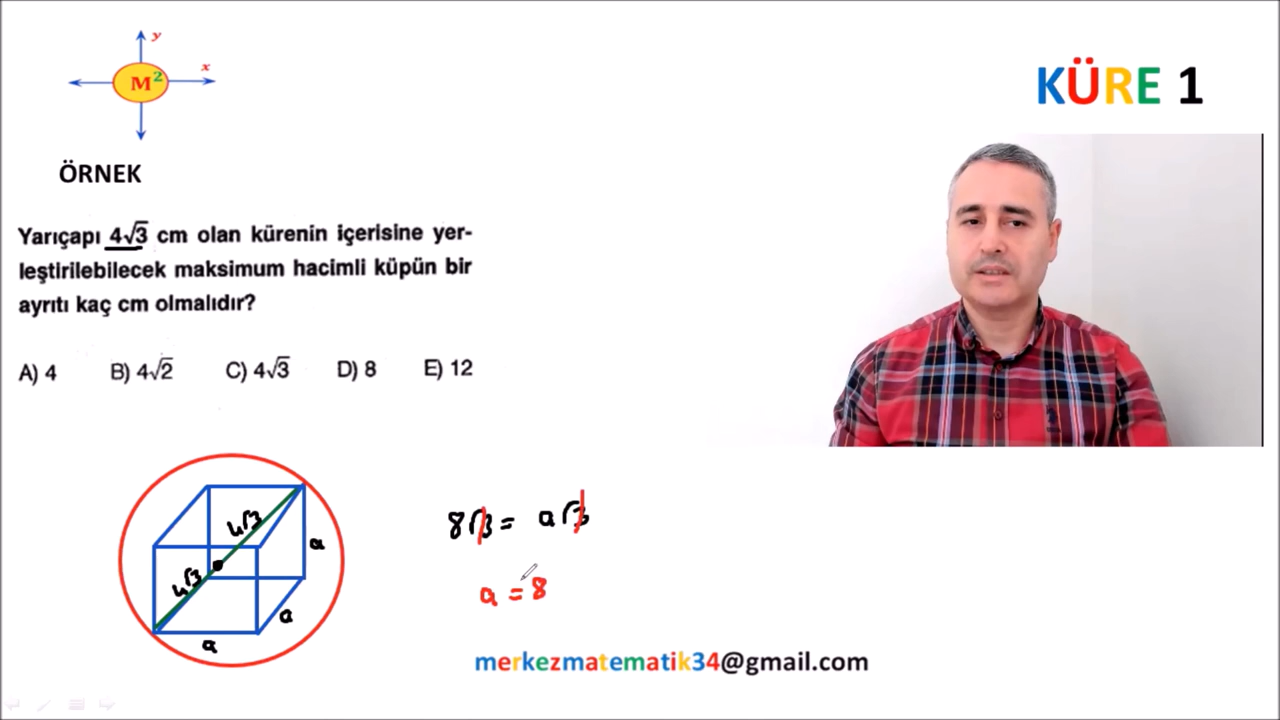 y
x
M²
KÜRE 1
ÖRNEK
Yarıçapı 4√3 cm olan kürenin içerisine yer-
leştirilebilecek maksimum hacimli küpün bir
ayrıtı kaç cm olmalıdır?
A) 4 B) 4√2 C) 4√3 D) 8 E) 12
4√3
4√3
a
a
a
8√3 = a√3
a = 8
merkezmatematik34@gmail.com